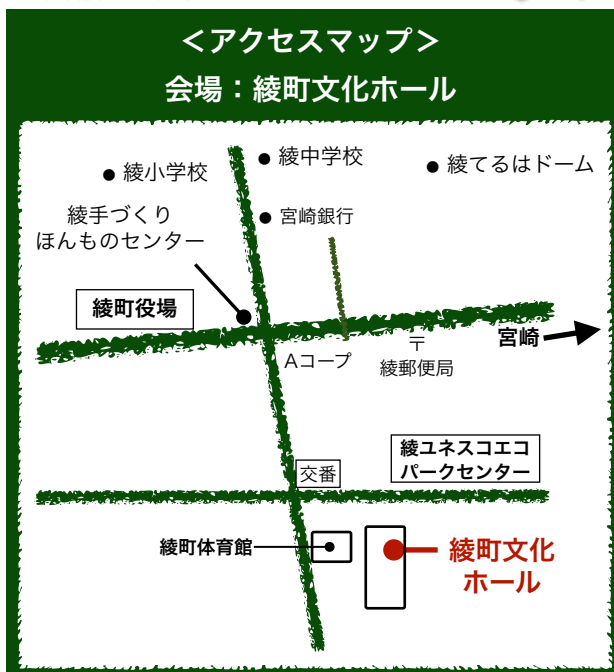 ＜アクセスマップ＞
会場：綾町文化ホール
綾小学校
綾中学校
綾てるはドーム
綾手づくり
ほんものセンター
宮崎銀行
綾町役場
宮崎
Aコープ
〒
綾郵便局
綾ユネスコエコ
パークセンター
交番
綾町体育館
綾町文化
ホール